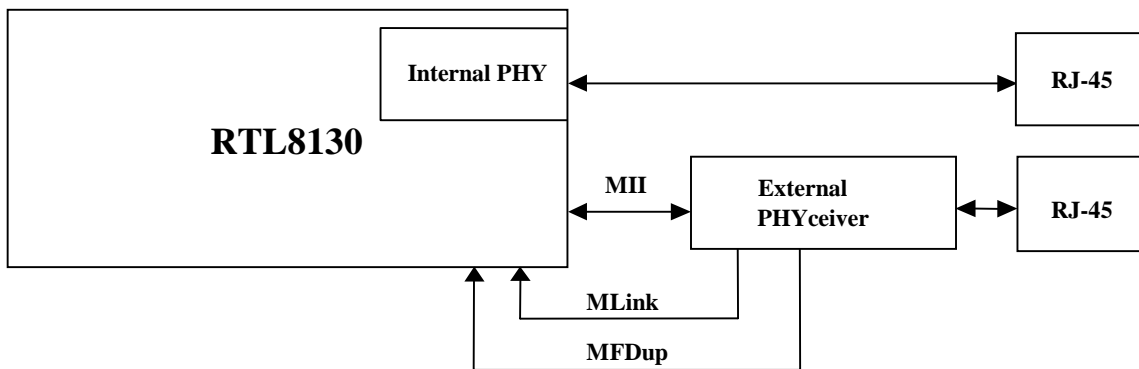 Internal PHY
RJ-45
RTL8130
MII
External
PHYceiver
RJ-45
MLink
MFDup